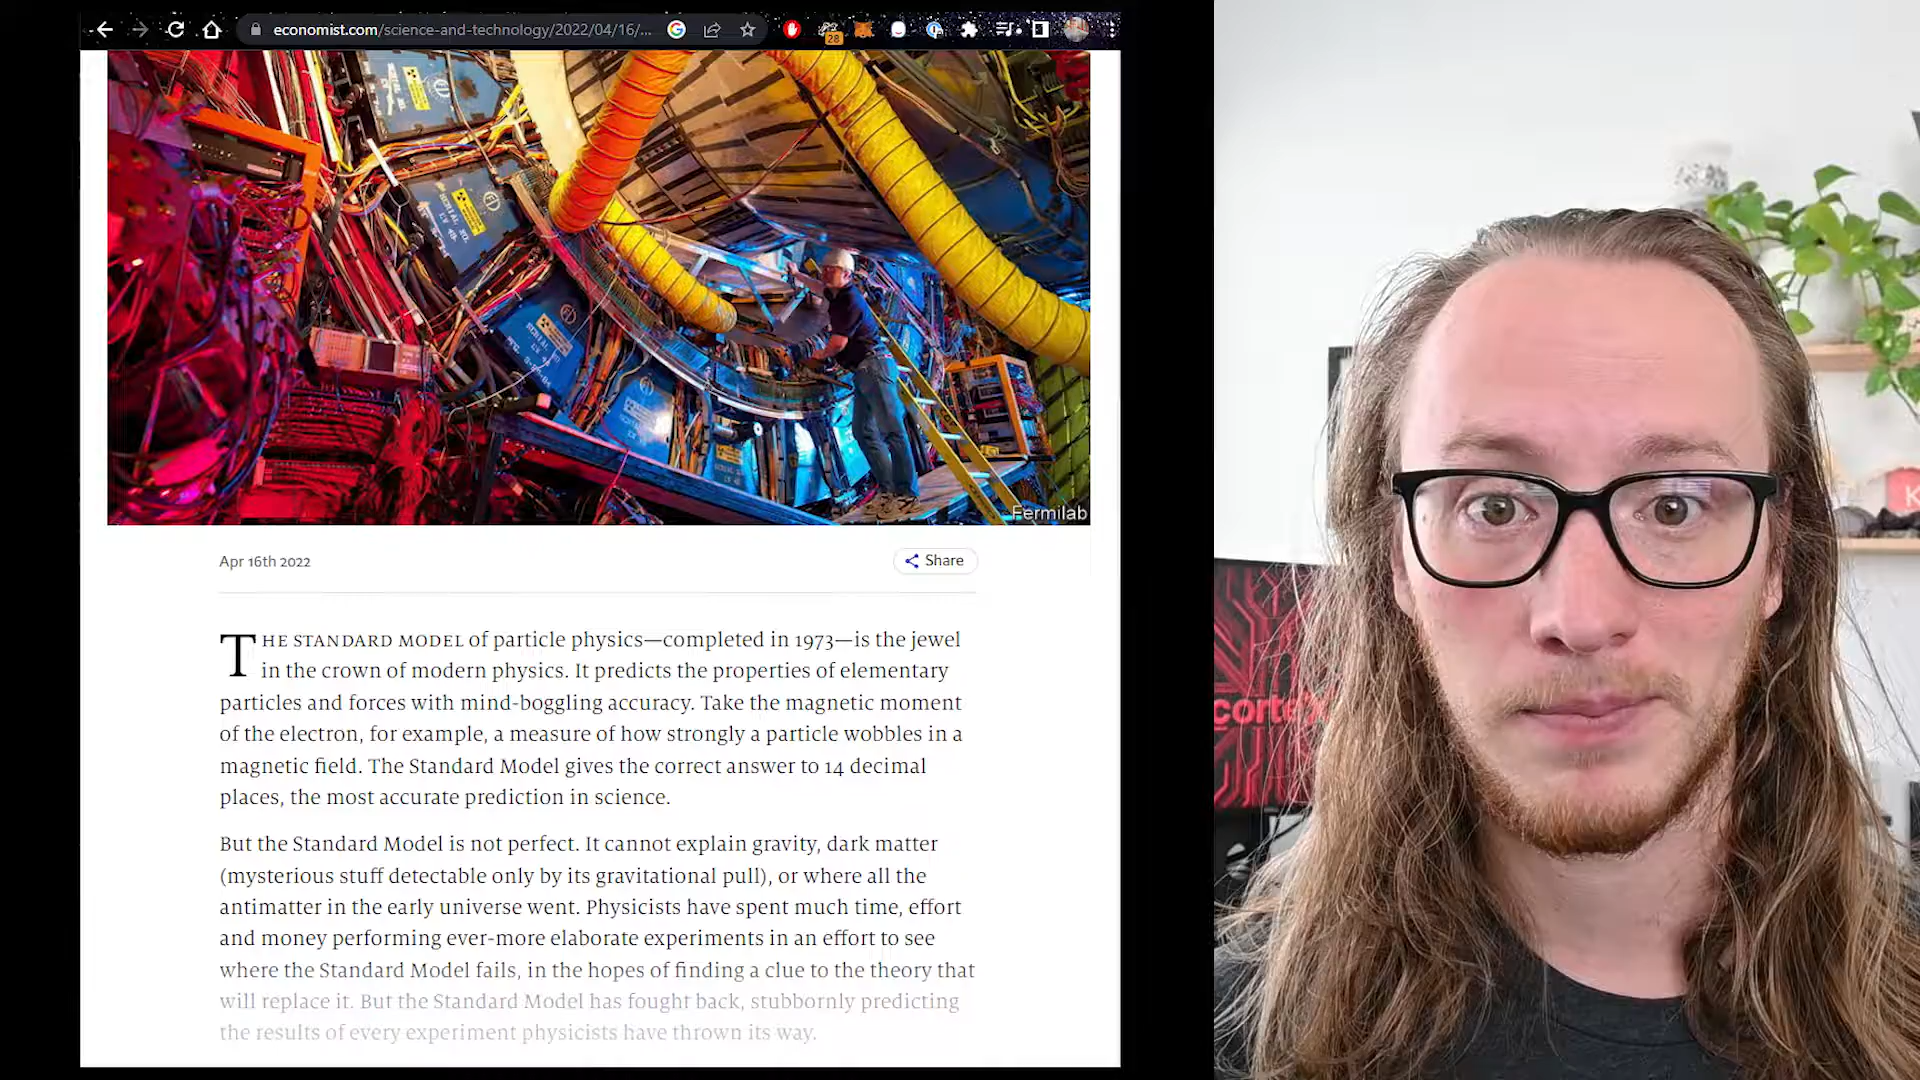 economist.com/science-and-technology/2022/04/16/...
28
Fermilab
Apr 16th 2022
Share
THE STANDARD MODEL of particle physics—completed in 1973—is the jewel
in the crown of modern physics. It predicts the properties of elementary
particles and forces with mind-boggling accuracy. Take the magnetic moment
of the electron, for example, a measure of how strongly a particle wobbles in a
magnetic field. The Standard Model gives the correct answer to 14 decimal
places, the most accurate prediction in science.
But the Standard Model is not perfect. It cannot explain gravity, dark matter
(mysterious stuff detectable only by its gravitational pull), or where all the
antimatter in the early universe went. Physicists have spent much time, effort
and money performing ever-more elaborate experiments in an effort to see
where the Standard Model fails, in the hopes of finding a clue to the theory that
will replace it. But the Standard Model has fought back, stubbornly predicting
the results of every experiment physicists have thrown its way.
K
corte